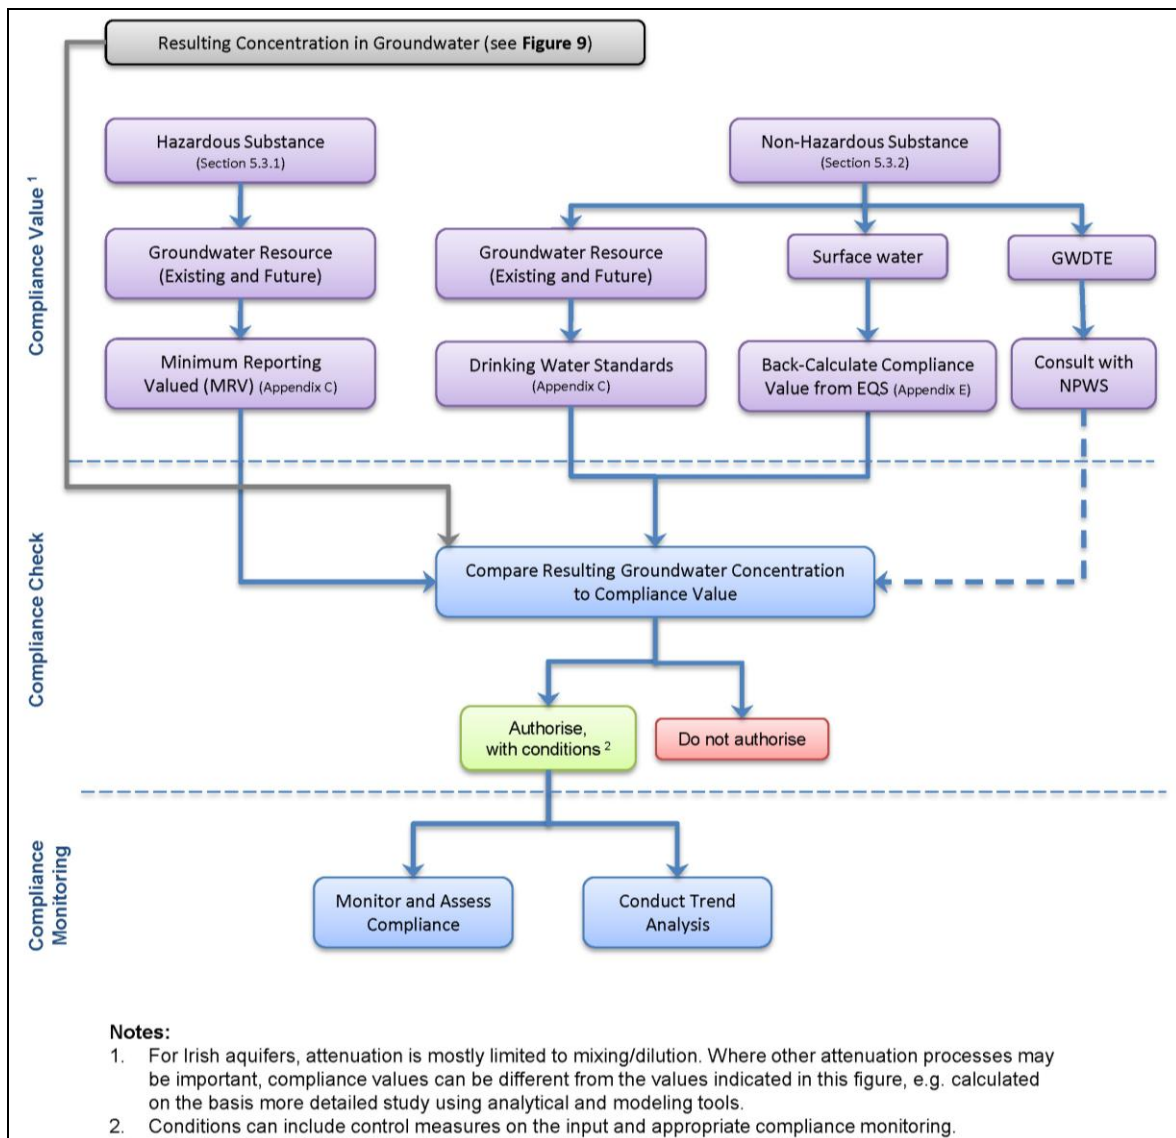 Resulting Concentration in Groundwater (see Figure 9)
Compliance Value 1
Hazardous Substance
(Section 5.3.1)
Non-Hazardous Substance
(Section 5.3.2)
Groundwater Resource
(Existing and Future)
Groundwater Resource
(Existing and Future)
Surface water
GWDTE
Minimum Reporting
Valued (MRV) (Appendix C)
Drinking Water Standards
(Appendix C)
Back-Calculate Compliance
Value from EQS (Appendix E)
Consult with
NPWS
Compliance Check
Compare Resulting Groundwater Concentration
to Compliance Value
Authorise,
with conditions 2
Do not authorise
Compliance
Monitoring
Monitor and Assess
Compliance
Conduct Trend
Analysis
Notes:
1. For Irish aquifers, attenuation is mostly limited to mixing/dilution. Where other attenuation processes may
be important, compliance values can be different from the values indicated in this figure, e.g. calculated
on the basis more detailed study using analytical and modeling tools.
2. Conditions can include control measures on the input and appropriate compliance monitoring.